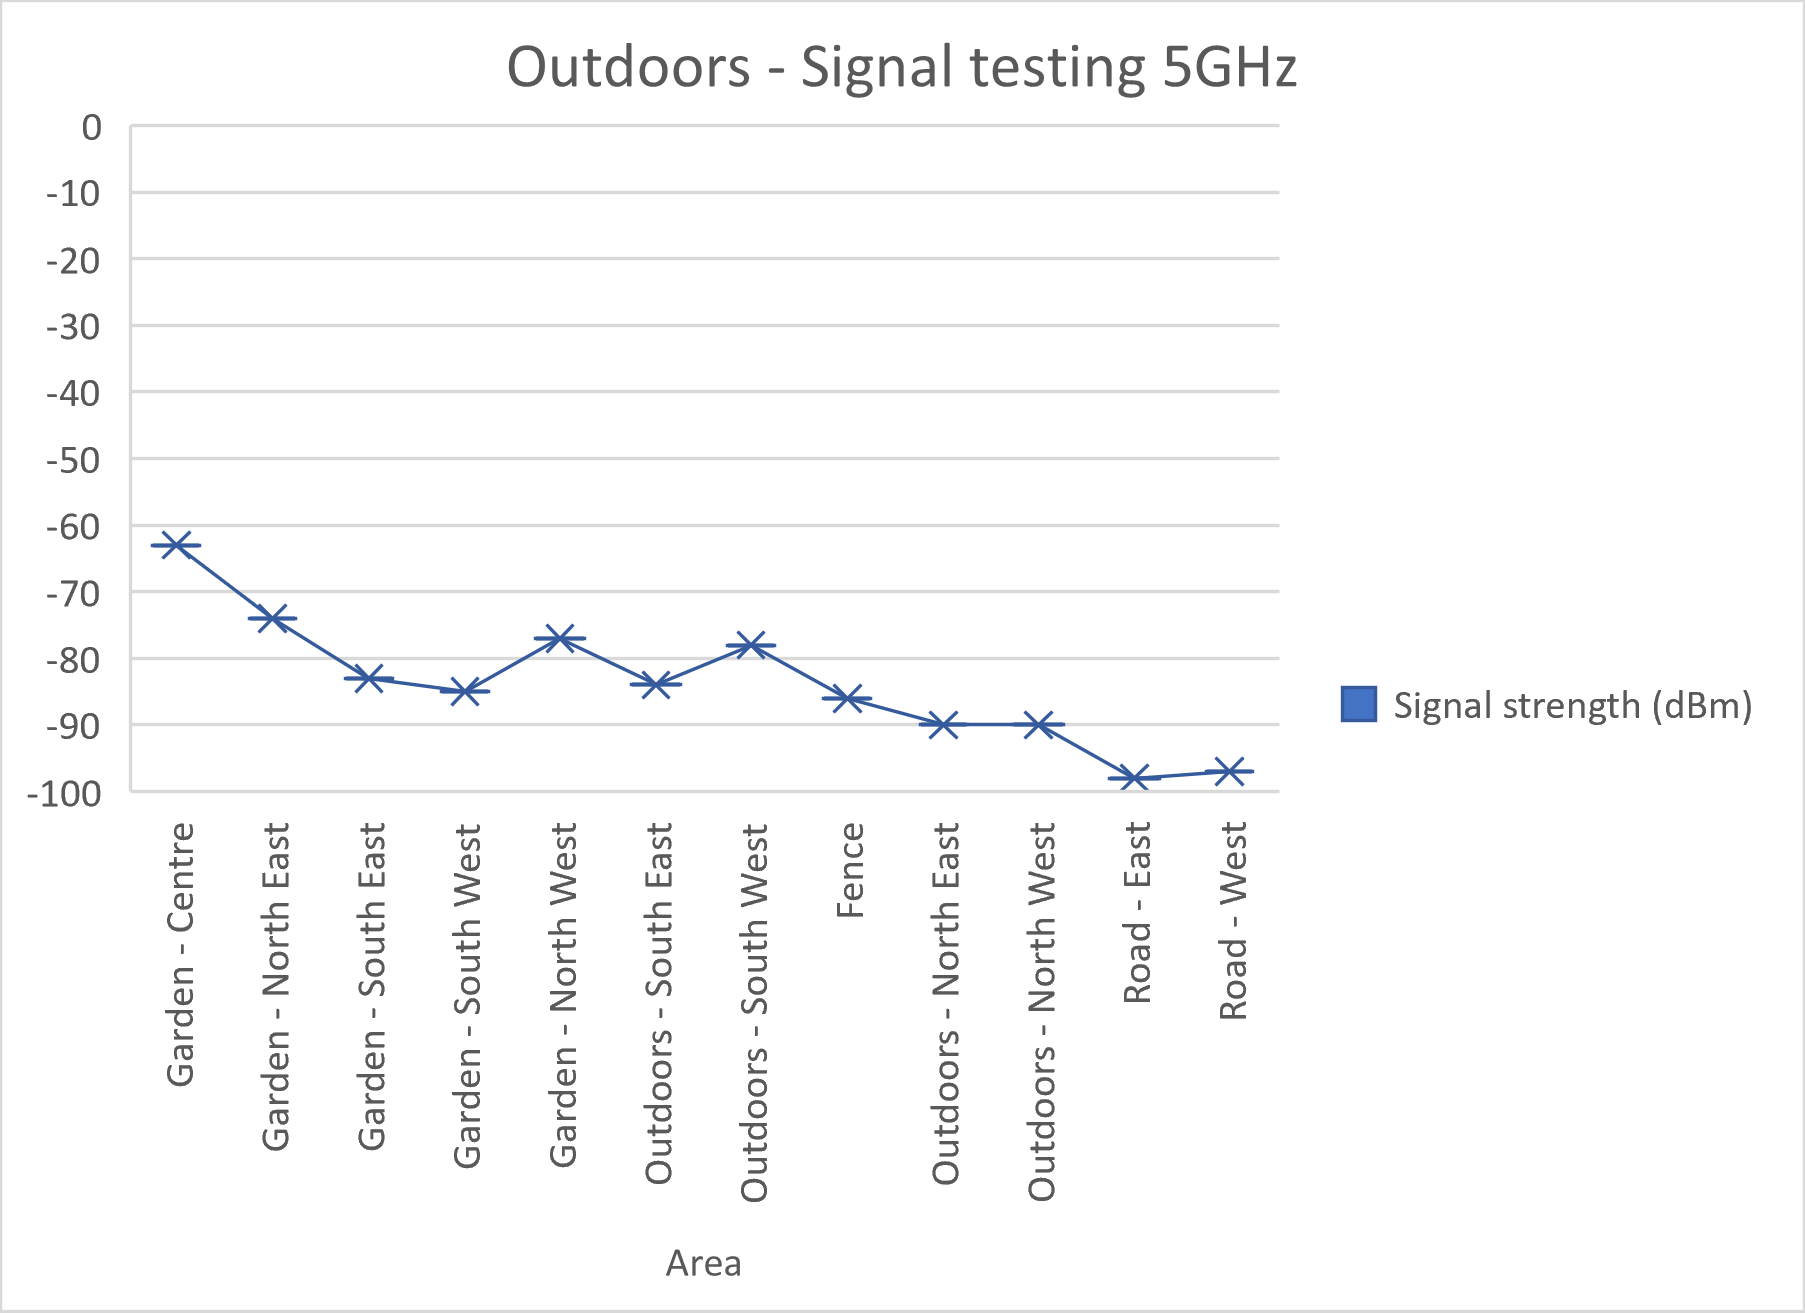 Outdoors - Signal testing 5GHz
0
-10
-20
-30
-40
-50
-60
-70
-80
-90
-100
Garden - Centre
Garden - North East
Garden - South East
Garden - South West
Garden - North West
Outdoors - South East
Outdoors - South West
Fence
Outdoors - North East
Outdoors - North West
Road - East
Road - West
Area
Signal strength (dBm)